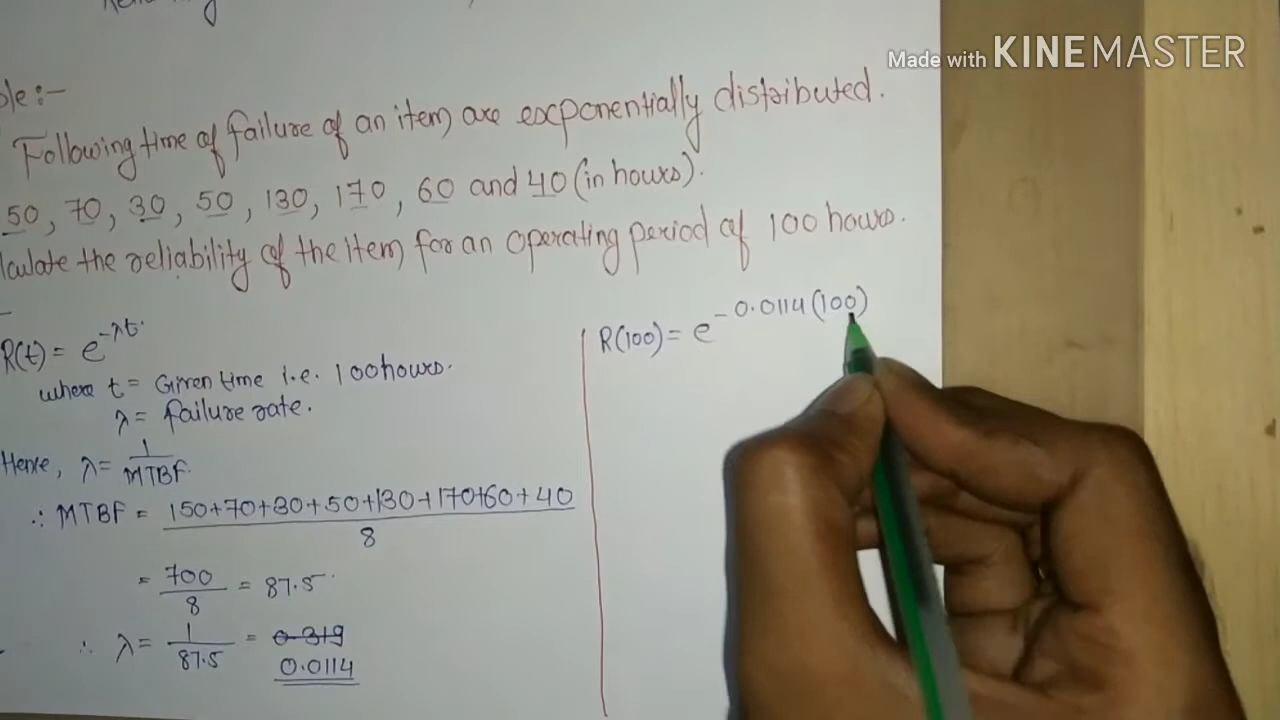 Made with KINEMASTER
ple:-
Following time of failure of an item are exponentially distributed.
50, 70, 30, 50, 130, 170, 60 and 40 (in hours).
lculate the reliability of the item for an operating period of 100 hours.
R(t) = e^-λt.
where t = Given time i.e. 100 hours.
λ = failure rate.
Hence, λ = 1/MTBF.
∴ MTBF = 150+70+30+50+130+170+60+40/8
= 700/8 = 87.5
∴ λ = 1/87.5 = 0.319
0.0114
R(100) = e^-0.0114(100)